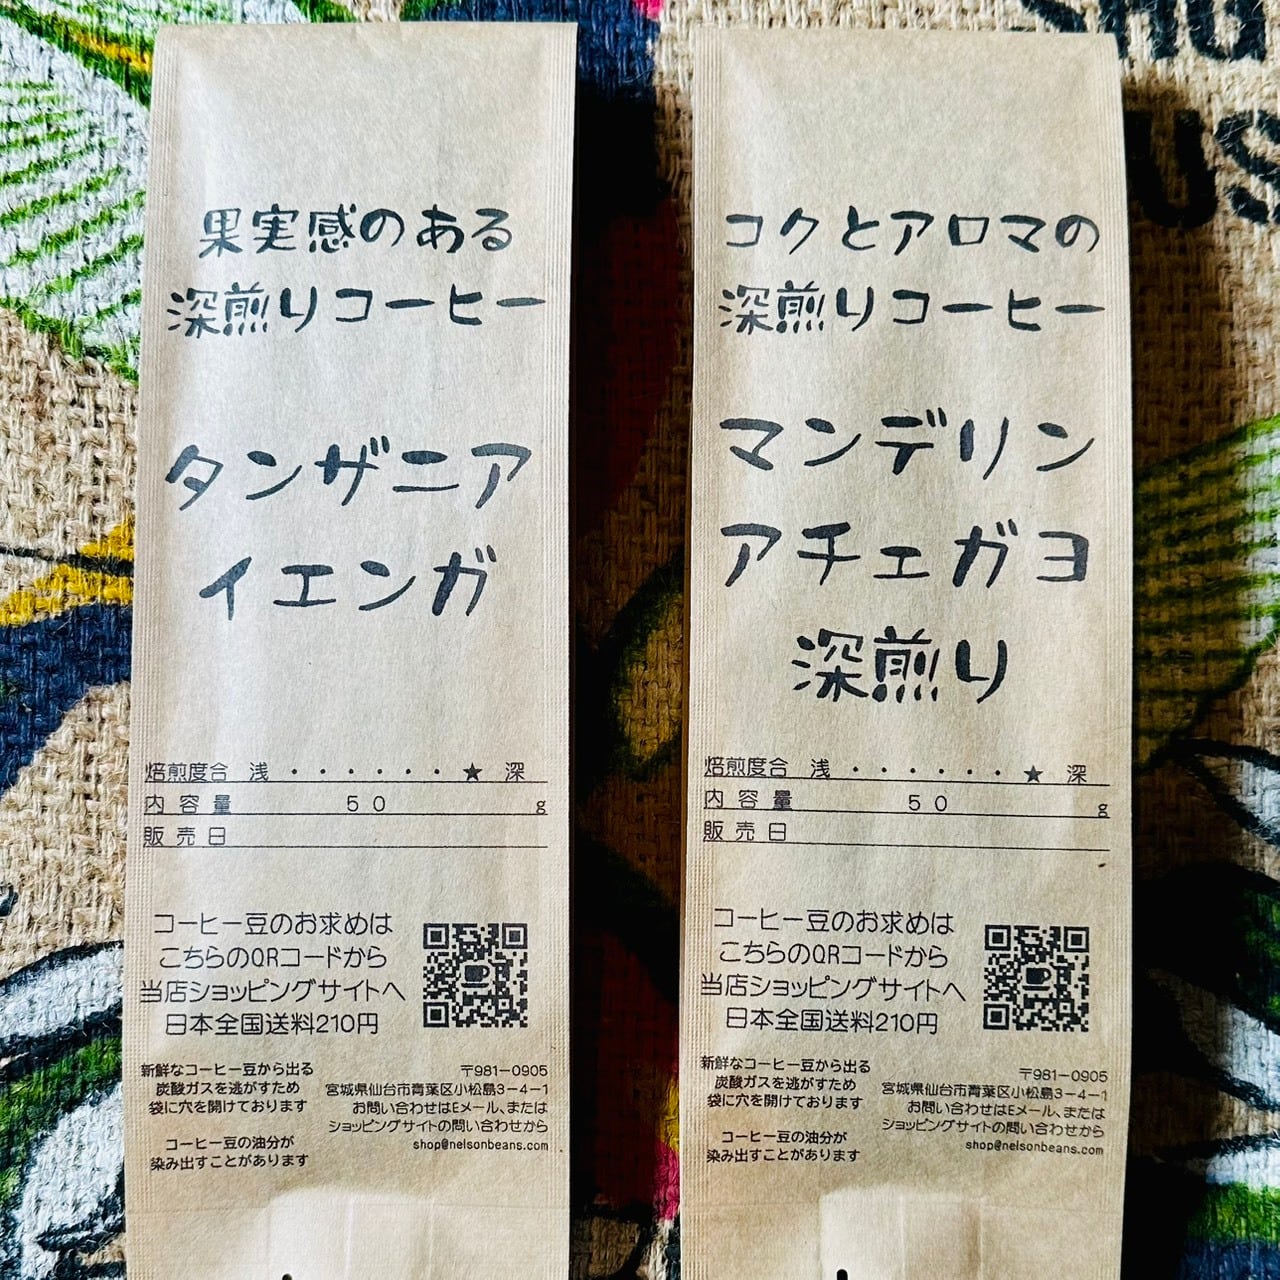 果実感のある
深煎りコーヒー
タンザニア
イエンガ
焙煎度合 浅 ・・・・・・★ 深
内容量 50 g
販売日
コーヒー豆のお求めは
こちらのQRコードから
当店ショッピングサイトへ
日本全国送料210円
新鮮なコーヒー豆から出る
炭酸ガスを逃がすため
袋に穴を開けております
コーヒー豆の油分が
染み出すことがあります
〒981-0905
宮城県仙台市青葉区小松島3-4-1
お問い合わせはEメール、または
ショッピングサイトの問い合わせから
shop@nelsonbeans.com
コクとアロマの
深煎りコーヒー
マンデリン
アチェガヨ
深煎り
焙煎度合 浅 ・・・・・・★ 深
内容量 50 g
販売日
コーヒー豆のお求めは
こちらのQRコードから
当店ショッピングサイトへ
日本全国送料210円
新鮮なコーヒー豆から出る
炭酸ガスを逃がすため
袋に穴を開けております
コーヒー豆の油分が
染み出すことがあります
〒981-0905
宮城県仙台市青葉区小松島3-4-1
お問い合わせはEメール、または
ショッピングサイトの問い合わせから
shop@nelsonbeans.com